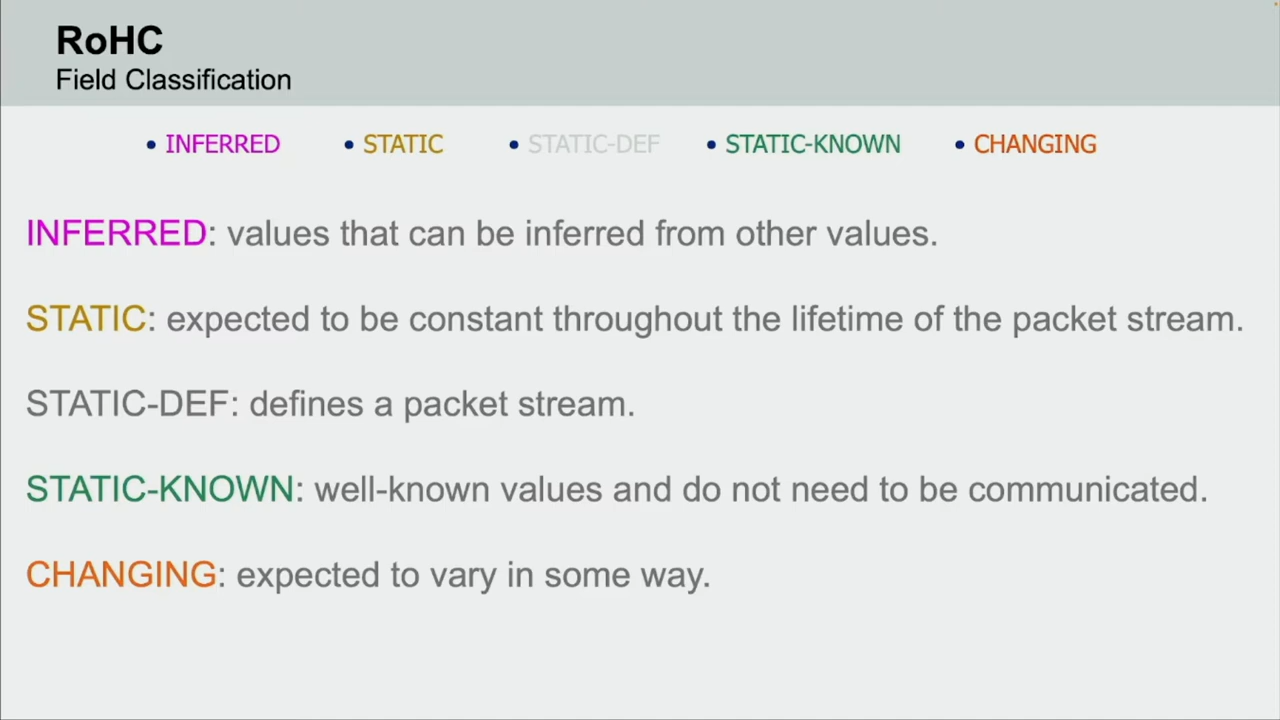 RoHC
Field Classification
• INFERRED • STATIC • STATIC-DEF • STATIC-KNOWN • CHANGING
INFERRED: values that can be inferred from other values.
STATIC: expected to be constant throughout the lifetime of the packet stream.
STATIC-DEF: defines a packet stream.
STATIC-KNOWN: well-known values and do not need to be communicated.
CHANGING: expected to vary in some way.